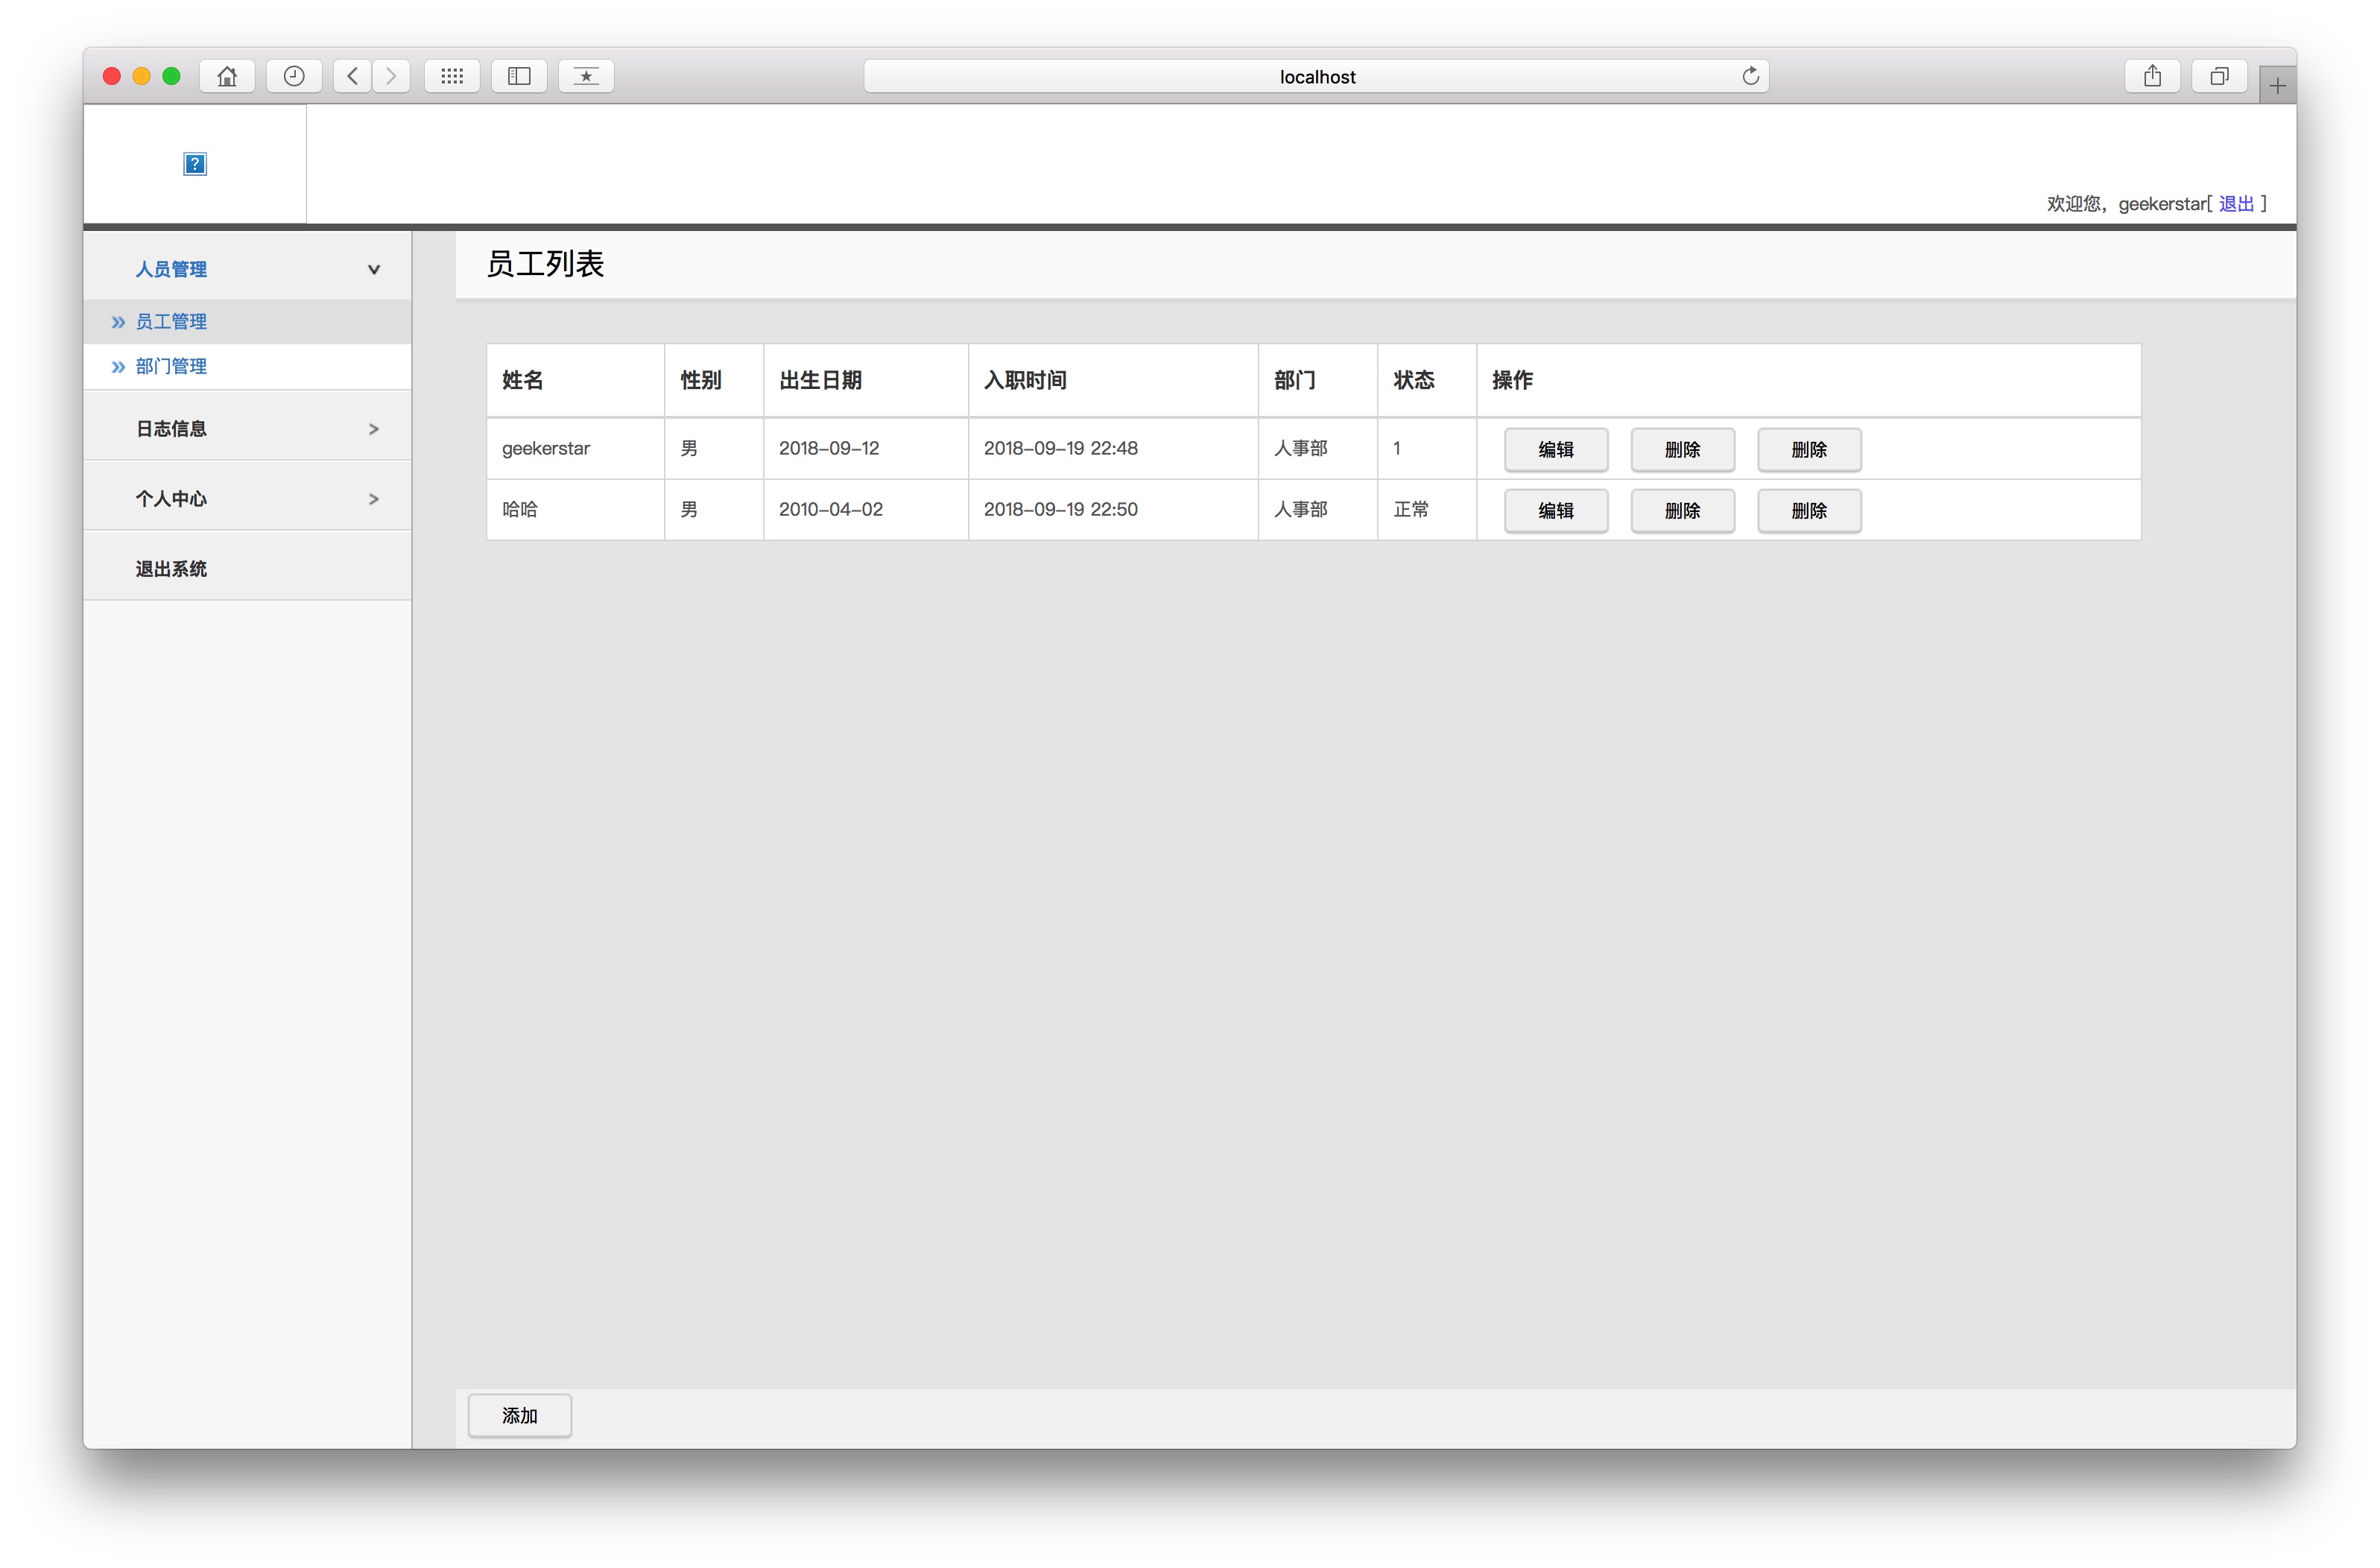 localhost
欢迎您，geekerstar[ 退出 ]
人员管理
员工管理
部门管理
日志信息
个人中心
退出系统
员工列表
姓名 性别 出生日期 入职时间 部门 状态 操作
geekerstar 男 2018-09-12 2018-09-19 22:48 人事部 1 编辑 删除 删除
哈哈 男 2010-04-02 2018-09-19 22:50 人事部 正常 编辑 删除 删除
添加